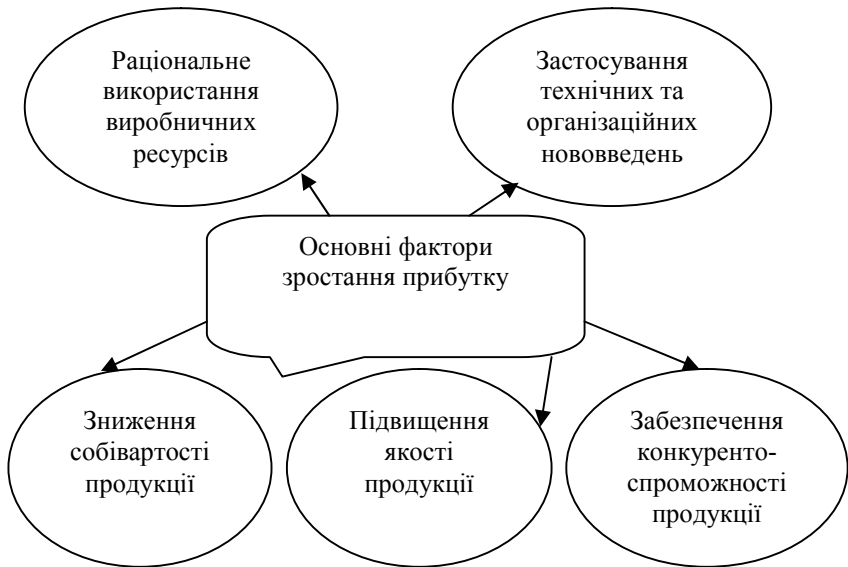 Раціональне
використання
виробничих
ресурсів
Застосування
технічних та
організаційних
нововведень
Основні фактори
зростання прибутку
Зниження
собівартості
продукції
Підвищення
якості
продукції
Забезпечення
конкуренто-
спроможності
продукції